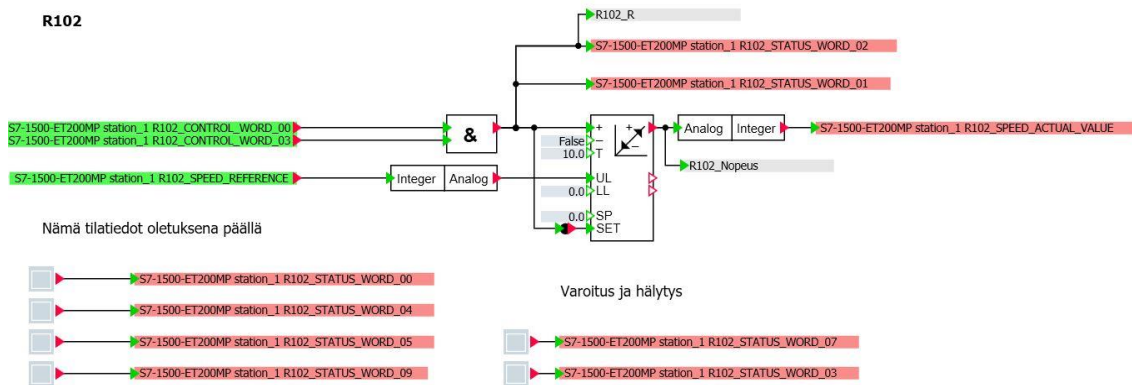 R102
R102_R
S7-1500-ET200MP station_1 R102_STATUS_WORD_02
S7-1500-ET200MP station_1 R102_STATUS_WORD_01
S7-1500-ET200MP station_1 R102_CONTROL_WORD_00
S7-1500-ET200MP station_1 R102_CONTROL_WORD_03
&
+
False −
10.0 T
+
−
Analog Integer
S7-1500-ET200MP station_1 R102_SPEED_ACTUAL_VALUE
R102_Nopeus
S7-1500-ET200MP station_1 R102_SPEED_REFERENCE
Integer Analog
UL
0.0 LL
0.0 SP
SET
Nämä tilatiedot oletuksena päällä
S7-1500-ET200MP station_1 R102_STATUS_WORD_00
S7-1500-ET200MP station_1 R102_STATUS_WORD_04
S7-1500-ET200MP station_1 R102_STATUS_WORD_05
S7-1500-ET200MP station_1 R102_STATUS_WORD_09
Varoitus ja hälytys
S7-1500-ET200MP station_1 R102_STATUS_WORD_07
S7-1500-ET200MP station_1 R102_STATUS_WORD_03